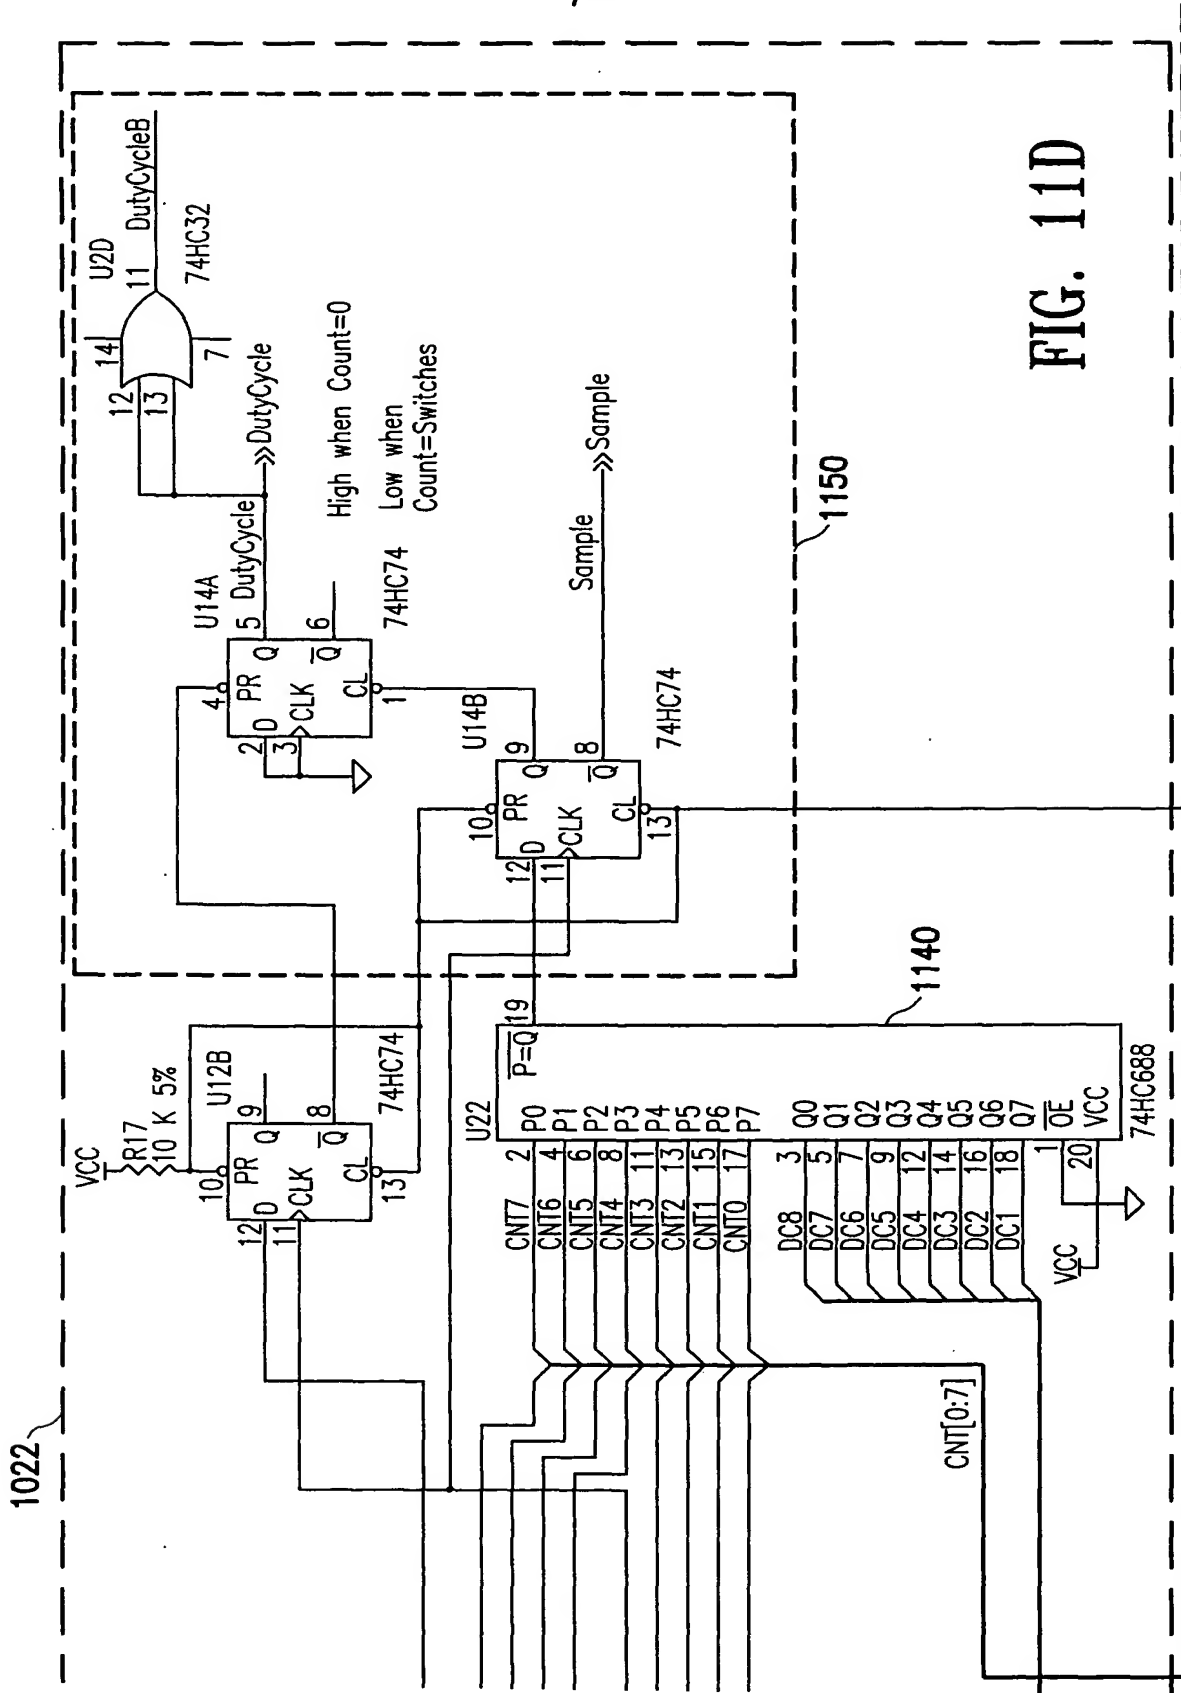 1022
VCC
R17
10 K 5%
U12B
10
PR
12
D
Q
9
11
CLK
Q
8
CL
13
74HC74
U14A
4
PR
2
D
Q
5
DutyCycle
3
CLK
Q
6
CL
1
74HC74
DutyCycle
High when Count=0
Low when
Count=Switches
U2D
14
12
13
11
DutyCycleB
7
74HC32
U14B
10
PR
12
D
Q
9
11
CLK
Q
8
Sample
Sample
CL
13
74HC74
1150
U22
P=Q
19
1140
CNT7
2
P0
CNT6
4
P1
CNT5
6
P2
CNT4
8
P3
CNT3
11
P4
CNT2
13
P5
CNT1
15
P6
CNT0
17
P7
DC8
3
Q0
DC7
5
Q1
DC6
7
Q2
DC5
9
Q3
DC4
12
Q4
DC3
14
Q5
DC2
16
Q6
DC1
18
Q7
1
OE
VCC
20
VCC
74HC688
CNT[0:7]
FIG. 11D